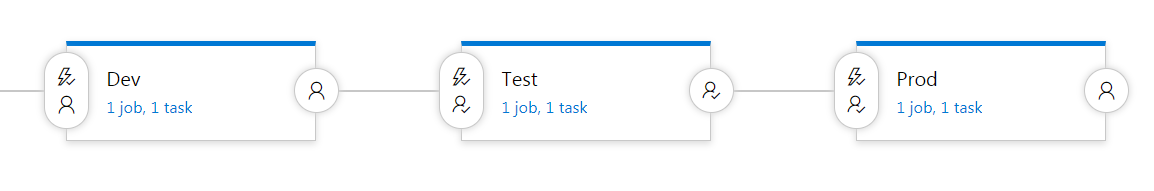 Dev
1 job, 1 task
Test
1 job, 1 task
Prod
1 job, 1 task